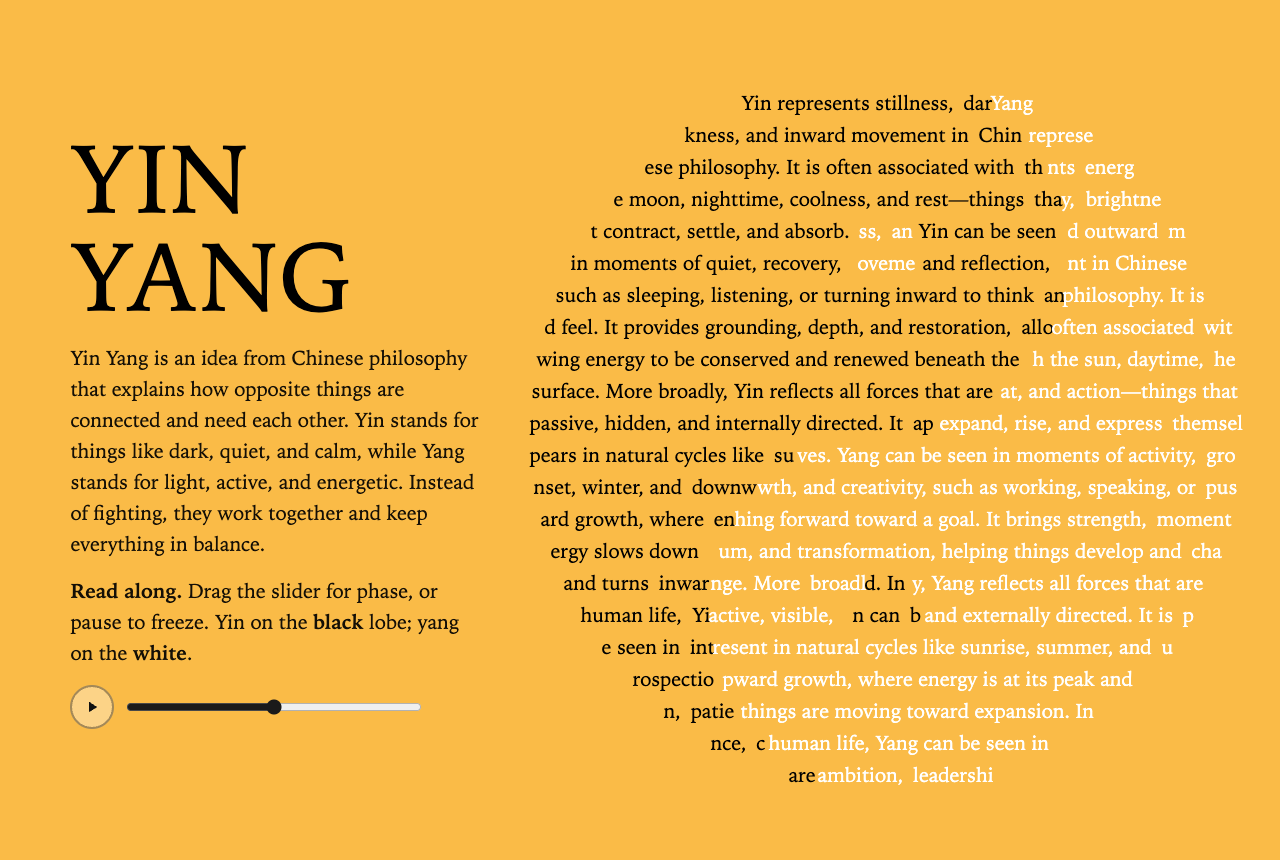 YIN
YANG
Yin Yang is an idea from Chinese philosophy
that explains how opposite things are
connected and need each other. Yin stands for
things like dark, quiet, and calm, while Yang
stands for light, active, and energetic. Instead
of fighting, they work together and keep
everything in balance.
Read along. Drag the slider for phase, or
pause to freeze. Yin on the black lobe; yang
on the white.
Yin represents stillness, darYang
kness, and inward movement in Chin represe
ese philosophy. It is often associated with th nts energ
e moon, nighttime, coolness, and rest—things thay, brightne
t contract, settle, and absorb. ss, an Yin can be seen d outward m
in moments of quiet, recovery, oveme and reflection, nt in Chinese
such as sleeping, listening, or turning inward to think anphilosophy. It is
d feel. It provides grounding, depth, and restoration, allooften associated wit
wing energy to be conserved and renewed beneath the h the sun, daytime, he
surface. More broadly, Yin reflects all forces that are at, and action—things that
passive, hidden, and internally directed. It ap expand, rise, and express themsel
pears in natural cycles like su ves. Yang can be seen in moments of activity, gro
nset, winter, and downwwth, and creativity, such as working, speaking, or pus
ard growth, where enhing forward toward a goal. It brings strength, moment
ergy slows down um, and transformation, helping things develop and cha
and turns inwarnge. More broadld. In y, Yang reflects all forces that are
human life, Yiactive, visible, n can b and externally directed. It is p
e seen in intresent in natural cycles like sunrise, summer, and u
rospectio pward growth, where energy is at its peak and
n, patie things are moving toward expansion. In
nce, c human life, Yang can be seen in
are ambition, leadershi